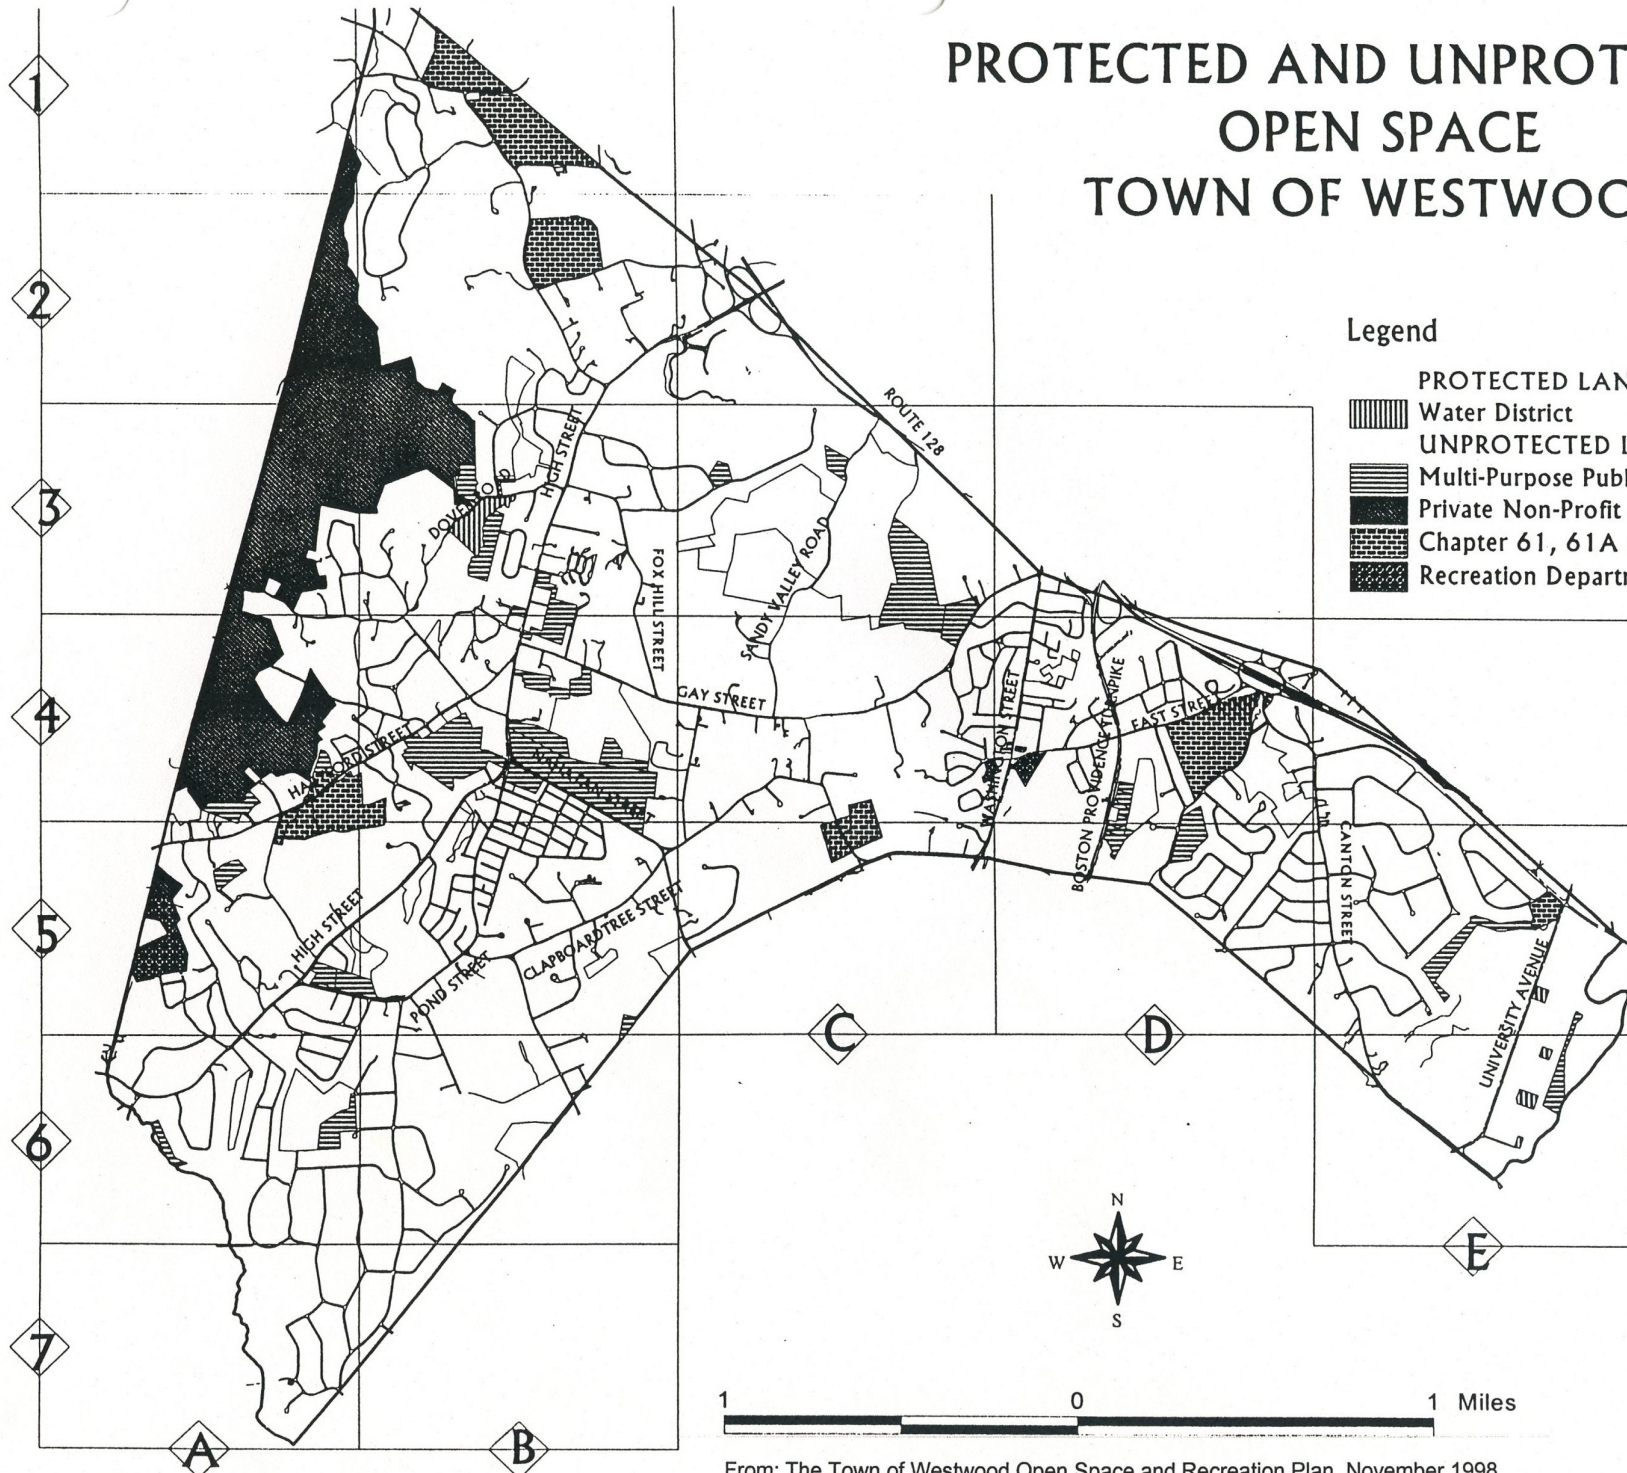 PROTECTED AND UNPROT
OPEN SPACE
TOWN OF WESTWOO
1
2
3
4
5
6
7
A
B
C
D
E
Legend
PROTECTED LAN
Water District
UNPROTECTED L
Multi-Purpose Publ
Private Non-Profit
Chapter 61, 61A
Recreation Departm
ROUTE 128
HIGH STREET
DOVER
FOX HILL STREET
SANDY VALLEY ROAD
GAY STREET
HARTFORD STREET
NAHATAN STREET
WASHINGTON STREET
BOSTON PROVIDENCE TURNPIKE
EAST STREET
CANTON STREET
HIGH STREET
POND STREET
CLAPBOARDTREE STREET
UNIVERSITY AVENUE
N
W E
S
1 0 1 Miles
From: The Town of Westwood Open Space and Recreation Plan, November 1998